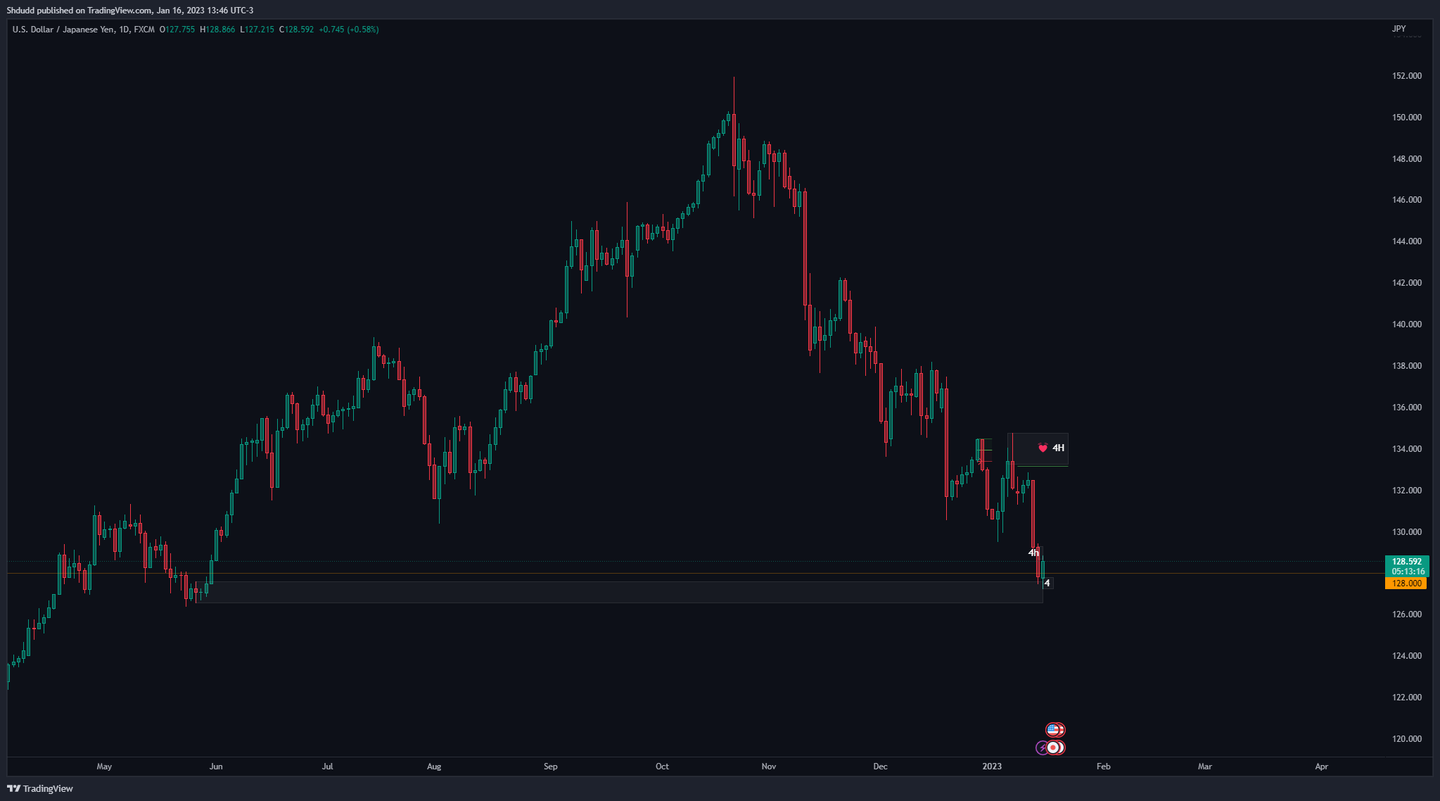 Shdudd published on TradingView.com, Jan 16, 2023 13:46 UTC-3
U.S. Dollar / Japanese Yen, 1D, FXCM O127.755 H128.866 L127.215 C128.592 +0.745 (+0.58%)
JPY
152.000
150.000
148.000
146.000
144.000
142.000
140.000
138.000
136.000
134.000
4H
132.000
130.000
4h
128.592
05:13:16
128.000
4
126.000
124.000
122.000
120.000
May Jun Jul Aug Sep Oct Nov Dec 2023 Feb Mar Apr
TradingView